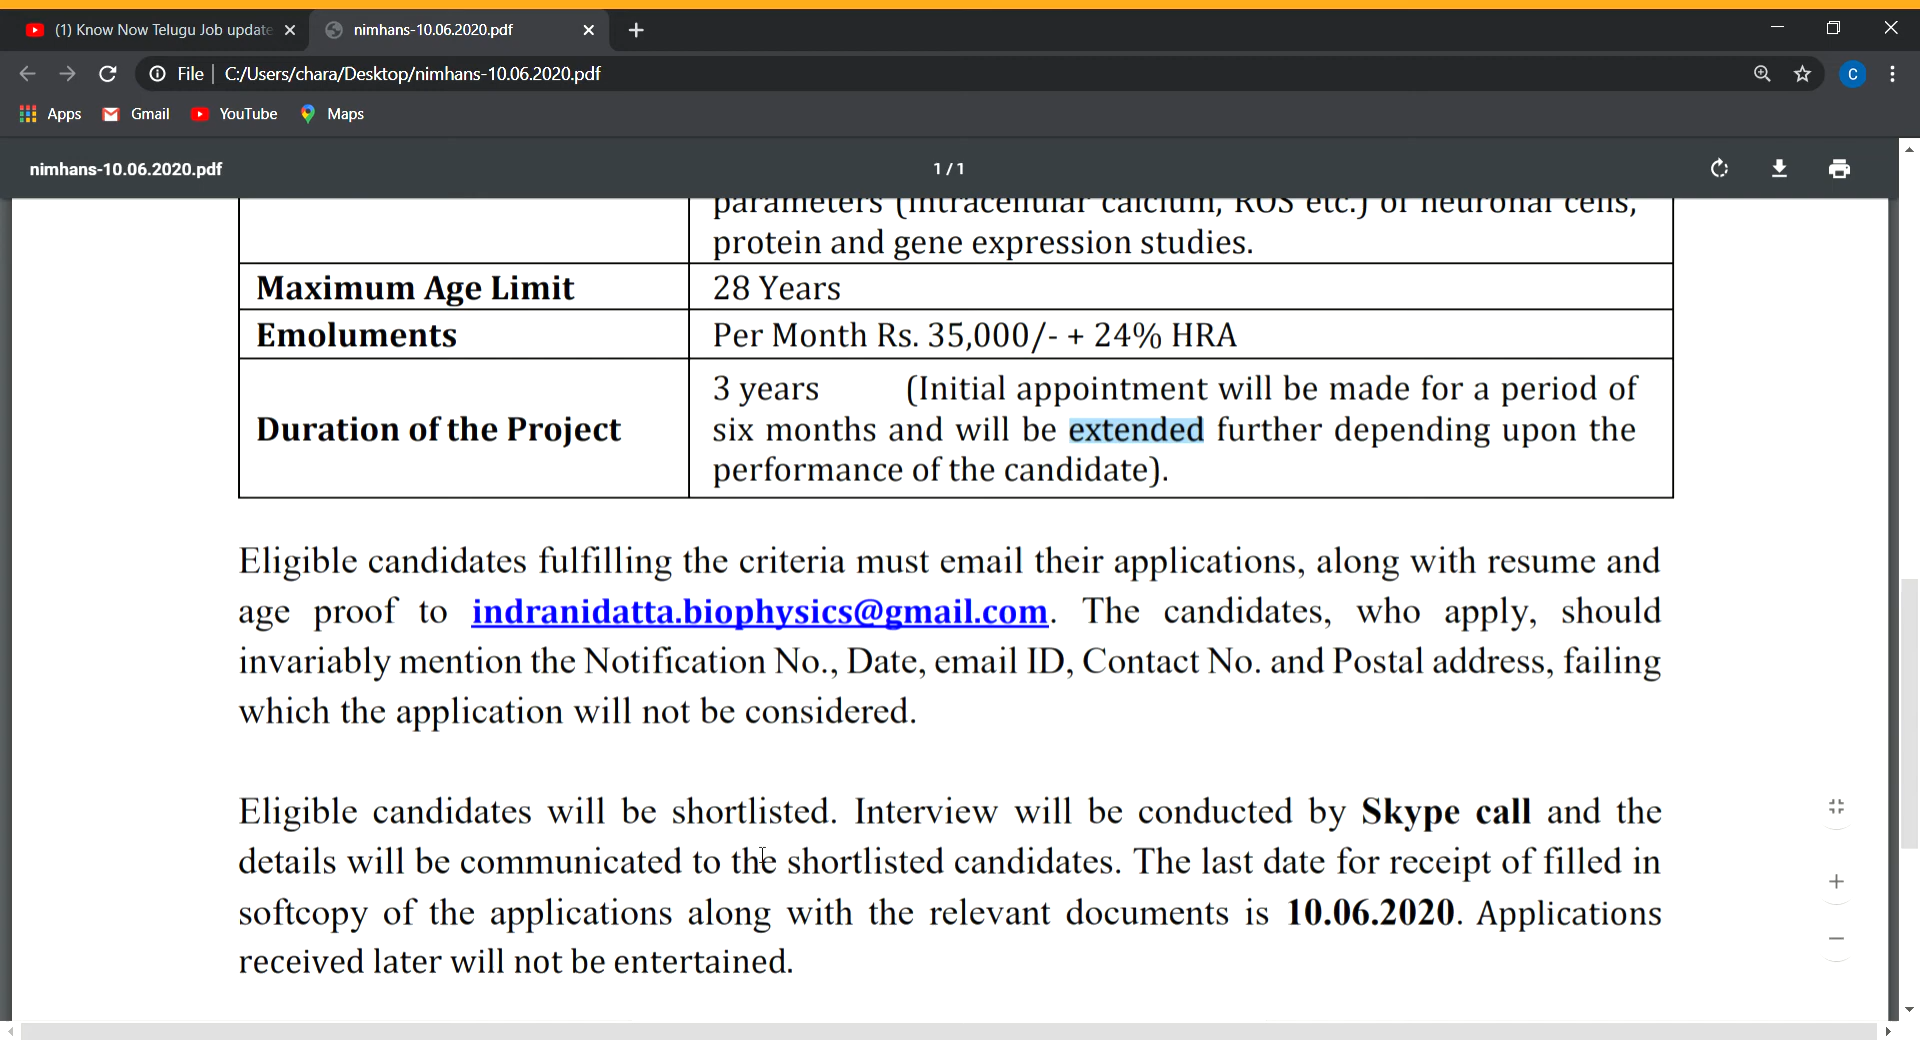 (1) Know Now Telugu Job update
nimhans-10.06.2020.pdf
File
C:/Users/chara/Desktop/nimhans-10.06.2020.pdf
C
Apps
Gmail
YouTube
Maps
nimhans-10.06.2020.pdf
1 / 1
parameters (intracellular calcium, ROS etc.) of neuronal cells,
protein and gene expression studies.
Maximum Age Limit
28 Years
Emoluments
Per Month Rs. 35,000/- + 24% HRA
Duration of the Project
3 years (Initial appointment will be made for a period of
six months and will be extended further depending upon the
performance of the candidate).
Eligible candidates fulfilling the criteria must email their applications, along with resume and
age proof to indranidatta.biophysics@gmail.com. The candidates, who apply, should
invariably mention the Notification No., Date, email ID, Contact No. and Postal address, failing
which the application will not be considered.
Eligible candidates will be shortlisted. Interview will be conducted by Skype call and the
details will be communicated to the shortlisted candidates. The last date for receipt of filled in
softcopy of the applications along with the relevant documents is 10.06.2020. Applications
received later will not be entertained.